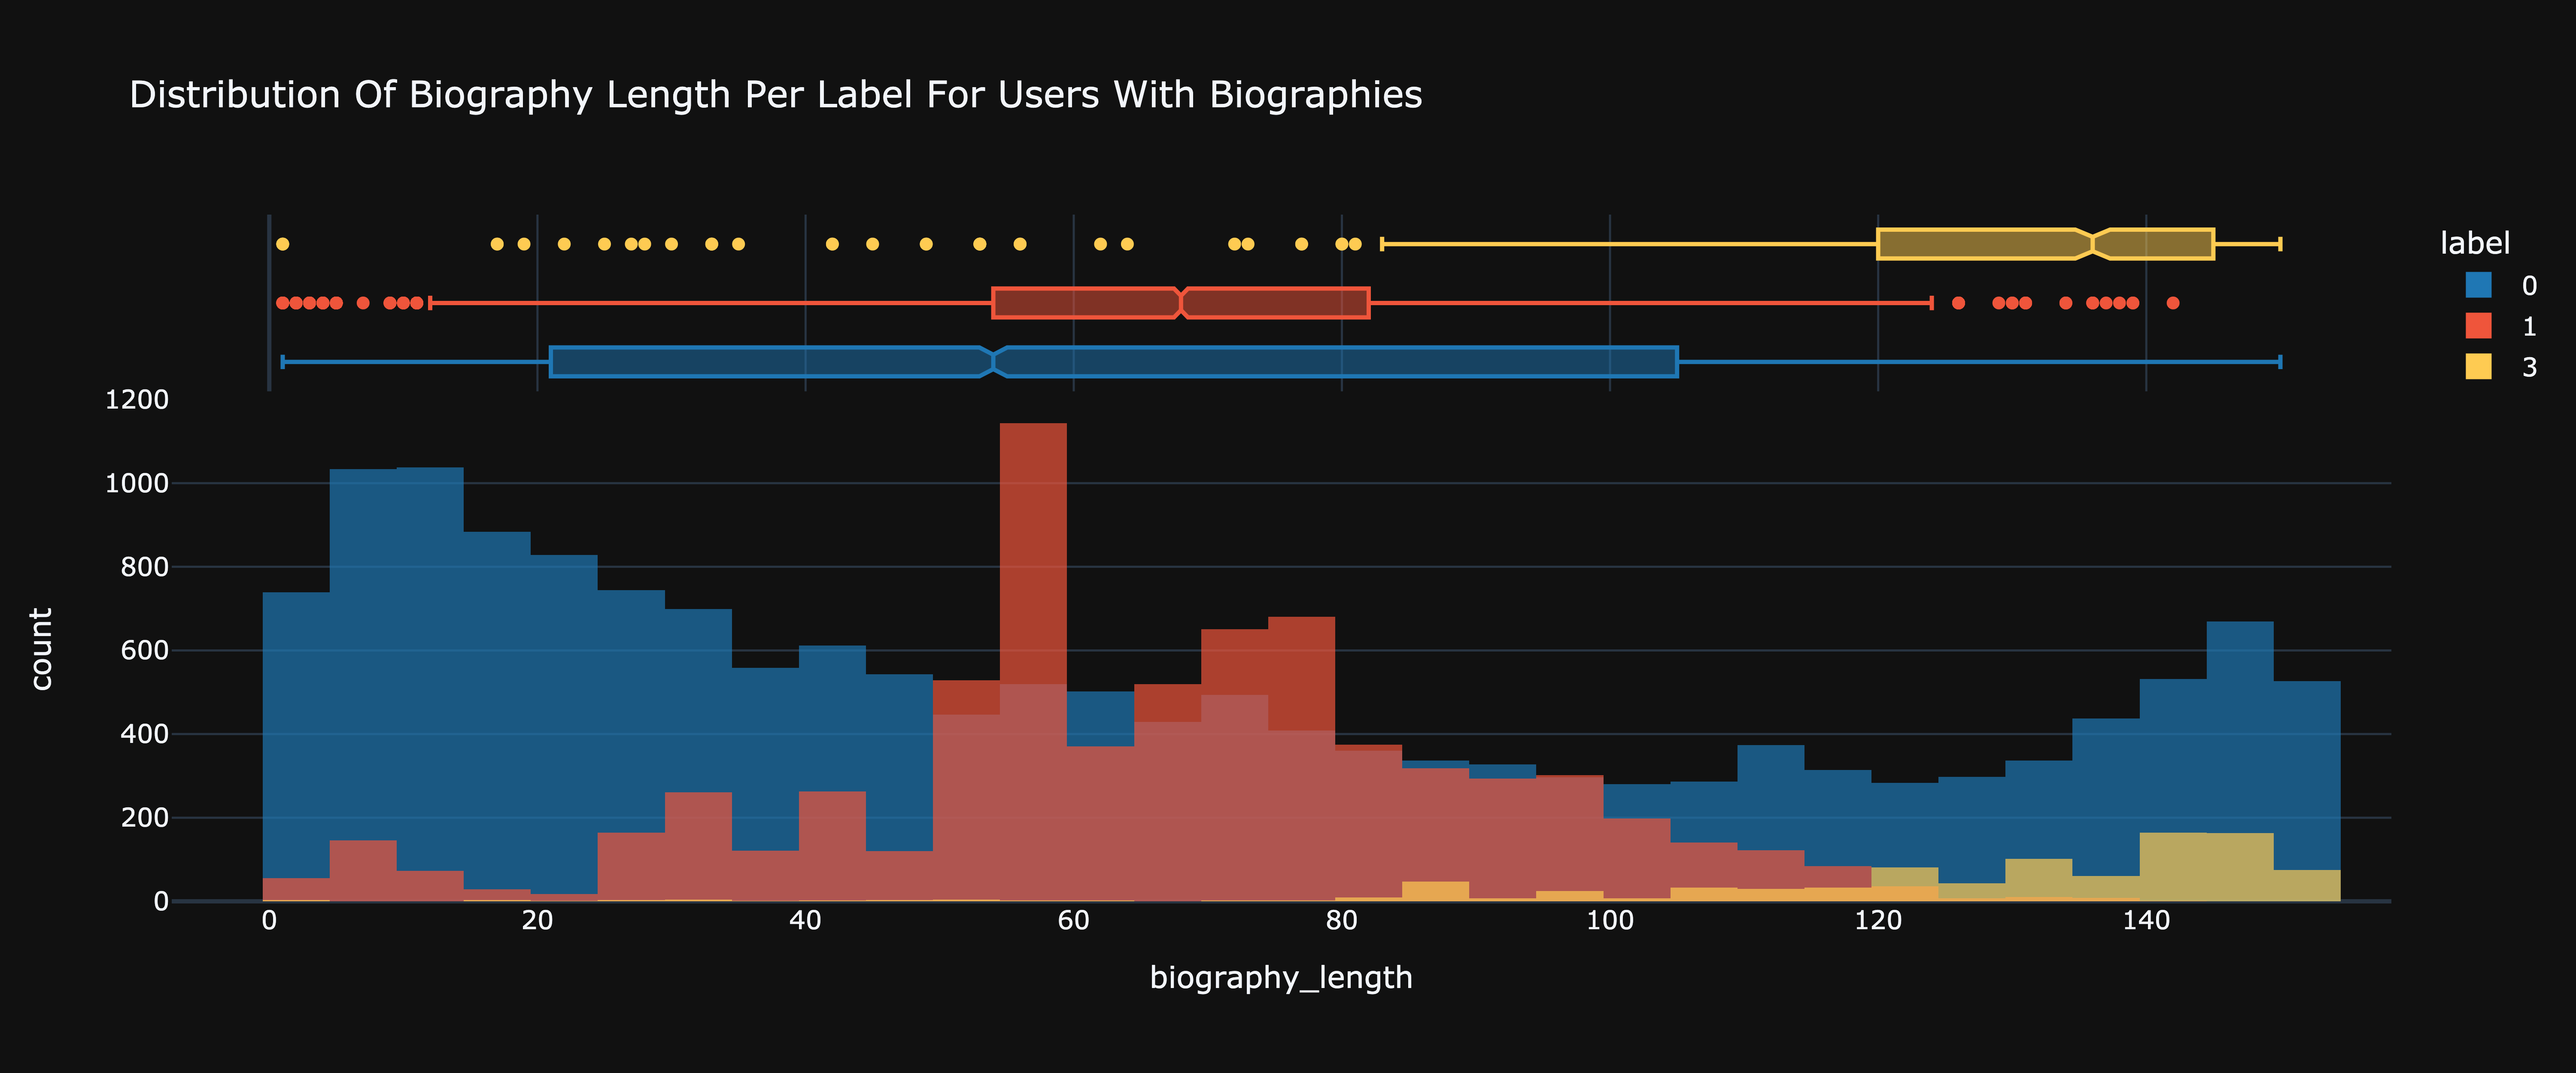 Distribution Of Biography Length Per Label For Users With Biographies
label
0
1
3
1200
1000
800
600
400
200
0
count
0 20 40 60 80 100 120 140
biography_length